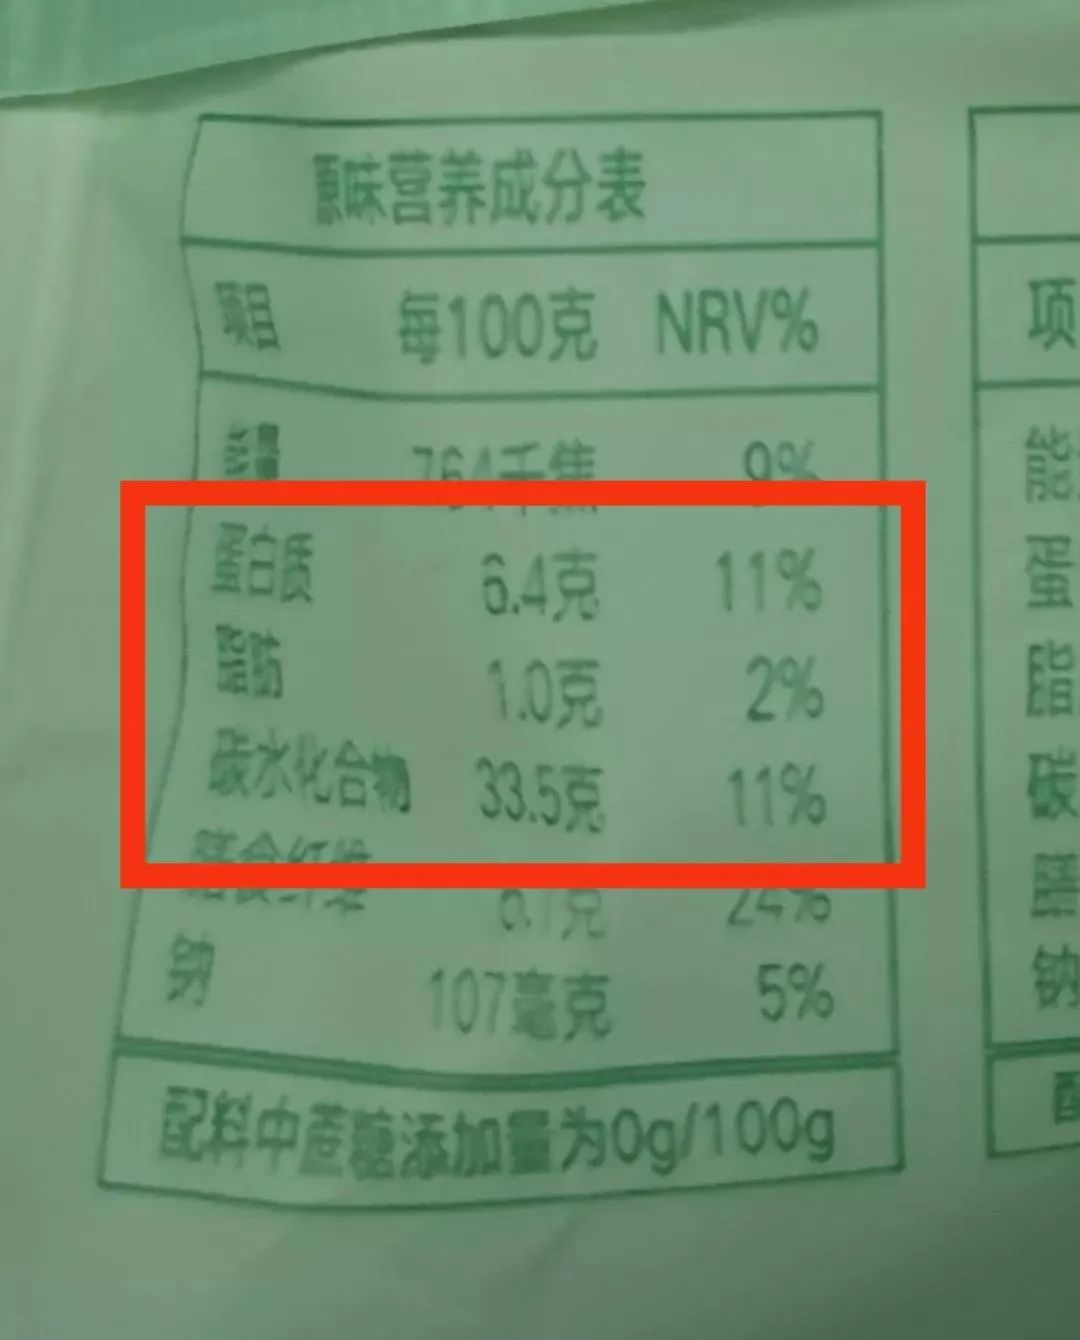 原味营养成分表
项目 每100克 NRV%
能量 764千焦 9%
蛋白质 6.4克 11%
脂肪 1.0克 2%
碳水化合物 33.5克 11%
膳食纤维 6.1克 24%
钠 107毫克 5%
配料中蔗糖添加量为0g/100g
项
能
蛋
脂
碳
膳
钠
配